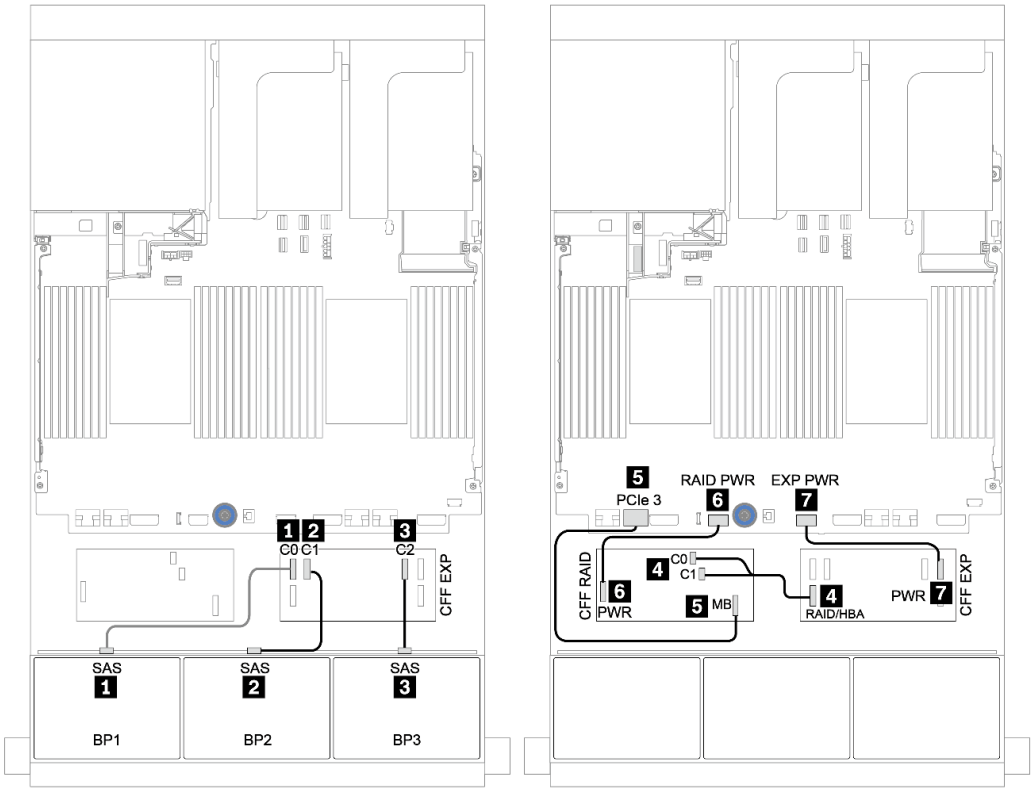 1 2 3
C0 C1 C2
CFF EXP
SAS SAS SAS
1 2 3
BP1 BP2 BP3
5 RAID PWR EXP PWR
PCIe 3 6 7
CFF RAID
C0
4 C1
6 5 MB
PWR
4
RAID/HBA
PWR 7
CFF EXP